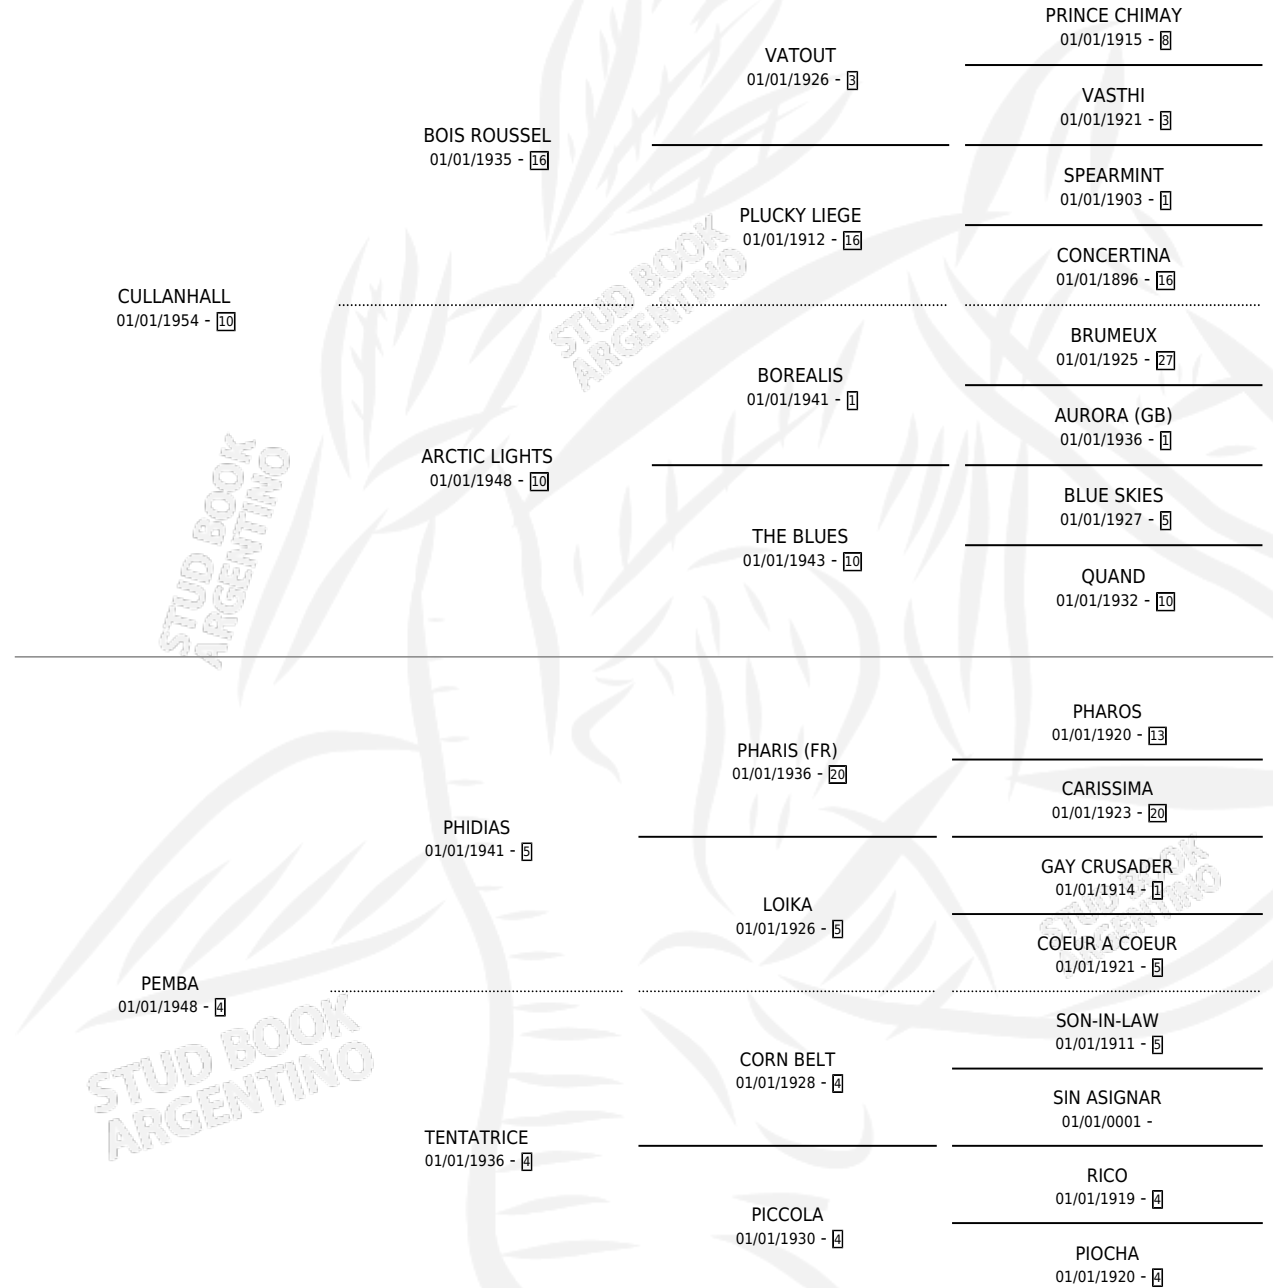 PRINCE CHIMAY
01/01/1915 - 8
VATOUT
01/01/1926 - 3
VASTHI
01/01/1921 - 3
BOIS ROUSSEL
01/01/1935 - 16
SPEARMINT
01/01/1903 - 1
PLUCKY LIEGE
01/01/1912 - 16
CONCERTINA
01/01/1896 - 16
CULLANHALL
01/01/1954 - 10
BRUMEUX
01/01/1925 - 27
BOREALIS
01/01/1941 - 1
AURORA (GB)
01/01/1936 - 1
ARCTIC LIGHTS
01/01/1948 - 10
BLUE SKIES
01/01/1927 - 5
THE BLUES
01/01/1943 - 10
QUAND
01/01/1932 - 10
PHAROS
01/01/1920 - 13
PHARIS (FR)
01/01/1936 - 20
CARISSIMA
01/01/1923 - 20
PHIDIAS
01/01/1941 - 5
GAY CRUSADER
01/01/1914 - 1
LOIKA
01/01/1926 - 5
COEUR A COEUR
01/01/1921 - 5
PEMBA
01/01/1948 - 4
SON-IN-LAW
01/01/1911 - 5
CORN BELT
01/01/1928 - 4
SIN ASIGNAR
01/01/0001 -
TENTATRICE
01/01/1936 - 4
RICO
01/01/1919 - 4
PICCOLA
01/01/1930 - 4
PIOCHA
01/01/1920 - 4
STUD BOOK
ARGENTINO
STUD BOOK
ARGENTINO
STUD BOOK
ARGENTINO
STUD BOOK
ARGENTINO